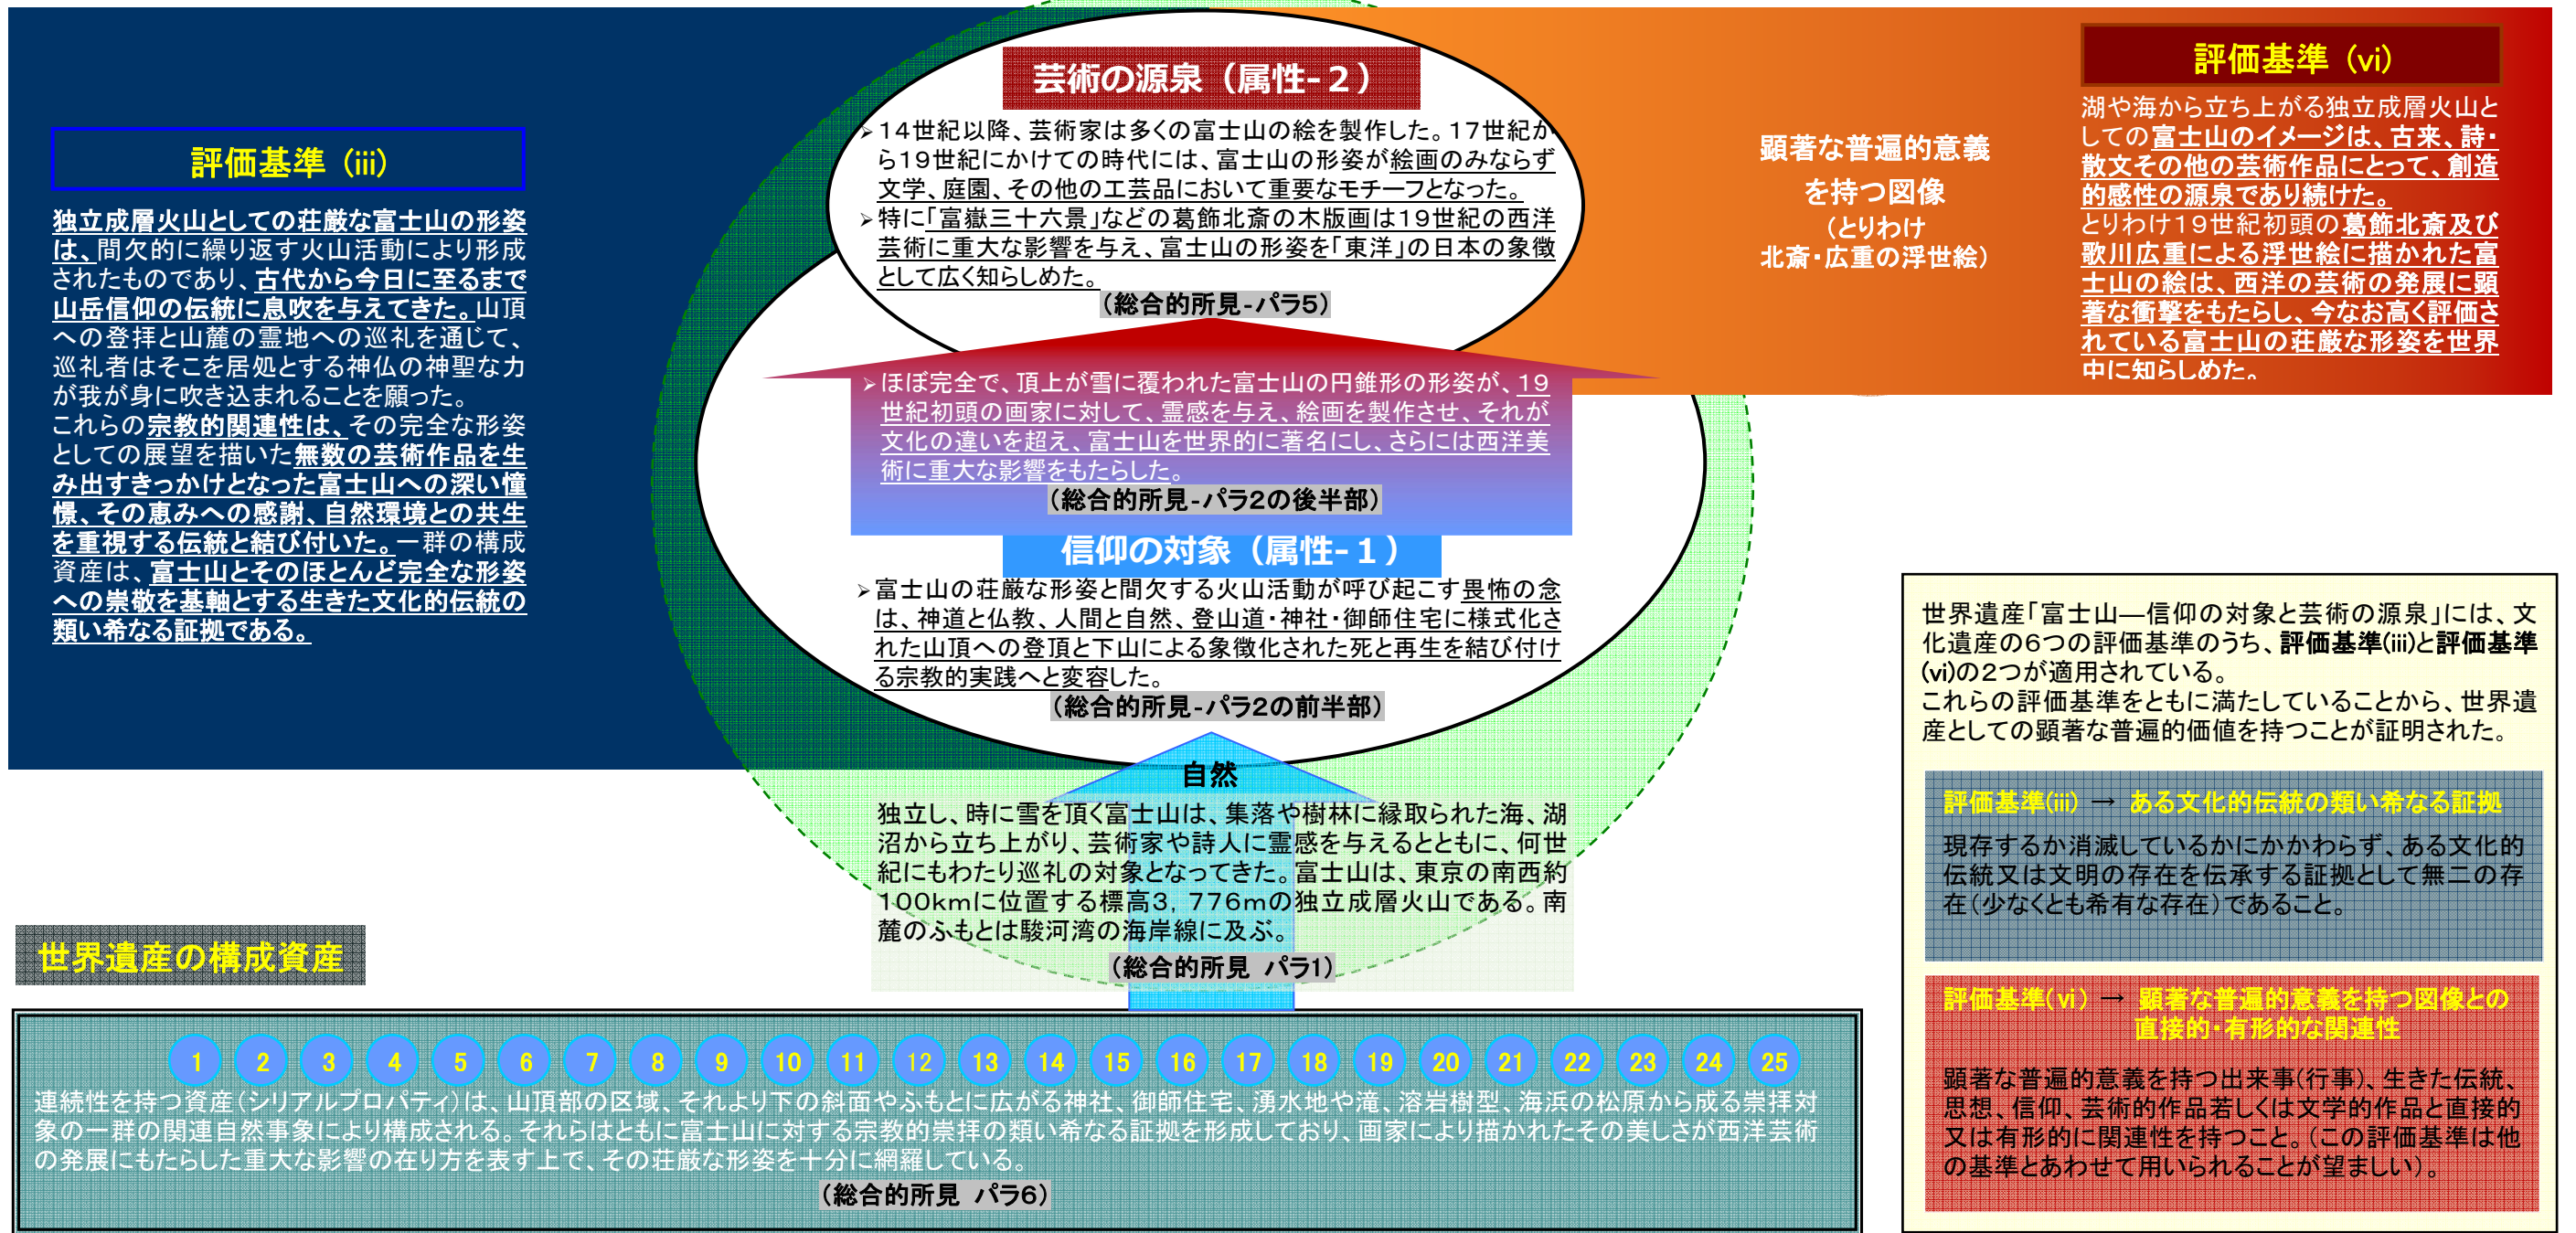 評価基準 (ⅲ)
独立成層火山としての荘厳な富士山の形姿
は、間欠的に繰り返す火山活動により形成
されたものであり、古代から今日に至るまで
山岳信仰の伝統に息吹を与えてきた。山頂
への登拝と山麓の霊地への巡礼を通じて、
巡礼者はそこを居処とする神仏の神聖な力
が我が身に吹き込まれることを願った。
これらの宗教的関連性は、その完全な形姿
としての展望を描いた無数の芸術作品を生
み出すきっかけとなった富士山への深い憧
憬、その恵みへの感謝、自然環境との共生
を重視する伝統と結び付いた。一群の構成
資産は、富士山とそのほとんど完全な形姿
への崇敬を基軸とする生きた文化的伝統の
類い希なる証拠である。
芸術の源泉（属性-２）
➢14世紀以降、芸術家は多くの富士山の絵を製作した。17世紀か
ら19世紀にかけての時代には、富士山の形姿が絵画のみならず
文学、庭園、その他の工芸品において重要なモチーフとなった。
➢特に「富嶽三十六景」などの葛飾北斎の木版画は19世紀の西洋
芸術に重大な影響を与え、富士山の形姿を「東洋」の日本の象徴
として広く知らしめた。
（総合的所見-パラ5）
➢ほぼ完全で、頂上が雪に覆われた富士山の円錐形の形姿が、19
世紀初頭の画家に対して、霊感を与え、絵画を製作させ、それが
文化の違いを超え、富士山を世界的に著名にし、さらには西洋美
術に重大な影響をもたらした。
（総合的所見-パラ2の後半部）
信仰の対象（属性-１）
➢富士山の荘厳な形姿と間欠する火山活動が呼び起こす畏怖の念
は、神道と仏教、人間と自然、登山道・神社・御師住宅に様式化さ
れた山頂への登頂と下山による象徴化された死と再生を結び付け
る宗教的実践へと変容した。
（総合的所見-パラ2の前半部）
自然
独立し、時に雪を頂く富士山は、集落や樹林に縁取られた海、湖
沼から立ち上がり、芸術家や詩人に霊感を与えるとともに、何世
紀にもわたり巡礼の対象となってきた。富士山は、東京の南西約
100kmに位置する標高3, 776mの独立成層火山である。南
麓のふもとは駿河湾の海岸線に及ぶ。
（総合的所見 パラ1）
顕著な普遍的意義
を持つ図像
（とりわけ
北斎・広重の浮世絵）
評価基準 (ⅵ)
湖や海から立ち上がる独立成層火山と
しての富士山のイメージは、古来、詩・
散文その他の芸術作品にとって、創造
的感性の源泉であり続けた。
とりわけ19世紀初頭の葛飾北斎及び
歌川広重による浮世絵に描かれた富
士山の絵は、西洋の芸術の発展に顕
著な衝撃をもたらし、今なお高く評価さ
れている富士山の荘厳な形姿を世界
中に知らしめた。
世界遺産「富士山―信仰の対象と芸術の源泉」には、文
化遺産の6つの評価基準のうち、評価基準(ⅲ)と評価基準
(ⅵ)の2つが適用されている。
これらの評価基準をともに満たしていることから、世界遺
産としての顕著な普遍的価値を持つことが証明された。
評価基準(ⅲ) → ある文化的伝統の類い希なる証拠
現存するか消滅しているかにかかわらず、ある文化的
伝統又は文明の存在を伝承する証拠として無二の存
在（少なくとも希有な存在）であること。
評価基準(ⅵ) → 顕著な普遍的意義を持つ図像との
直接的・有形的な関連性
顕著な普遍的意義を持つ出来事(行事)、生きた伝統、
思想、信仰、芸術的作品若しくは文学的作品と直接的
又は有形的に関連性を持つこと。（この評価基準は他
の基準とあわせて用いられることが望ましい）。
世界遺産の構成資産
1 2 3 4 5 6 7 8 9 10 11 12 13 14 15 16 17 18 19 20 21 22 23 24 25
連続性を持つ資産（シリアルプロパティ）は、山頂部の区域、それより下の斜面やふもとに広がる神社、御師住宅、湧水地や滝、溶岩樹型、海浜の松原から成る崇拝対
象の一群の関連自然事象により構成される。それらはともに富士山に対する宗教的崇拝の類い希なる証拠を形成しており、画家により描かれたその美しさが西洋芸術
の発展にもたらした重大な影響の在り方を表す上で、その荘厳な形姿を十分に網羅している。
（総合的所見 パラ6）